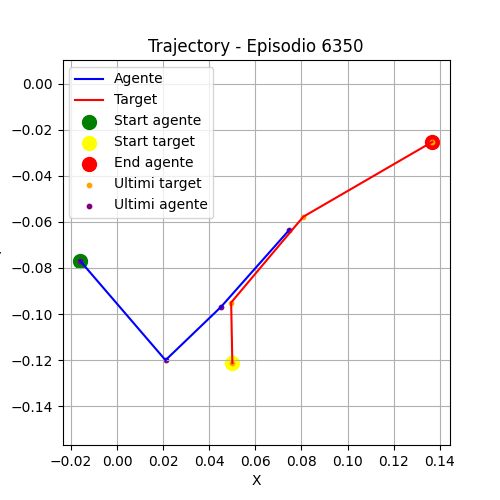 Trajectory - Episodio 6350
Agente
Target
Start agente
Start target
End agente
Ultimi target
Ultimi agente
0.00
−0.02
−0.04
−0.06
−0.08
−0.10
−0.12
−0.14
−0.02 0.00 0.02 0.04 0.06 0.08 0.10 0.12 0.14
X